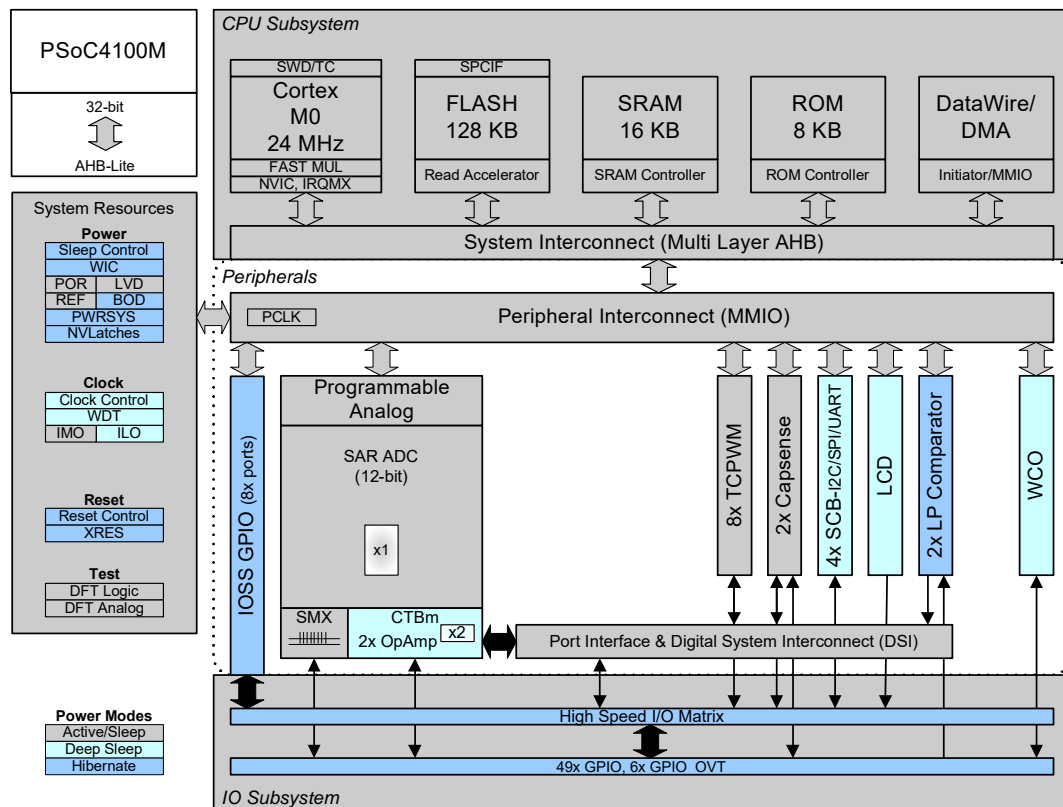 PSoC4100M
32-bit
AHB-Lite
CPU Subsystem
SWD/TC
Cortex
M0
24 MHz
FAST MUL
NVIC, IRQMX
SPCIF
FLASH
128 KB
Read Accelerator
SRAM
16 KB
SRAM Controller
ROM
8 KB
ROM Controller
DataWire/
DMA
Initiator/MMIO
System Interconnect (Multi Layer AHB)
System Resources
Power
Sleep Control
WIC
POR
LVD
REF
BOD
PWRSYS
NVLatches
Clock
Clock Control
WDT
IMO
ILO
Reset
Reset Control
XRES
Test
DFT Logic
DFT Analog
Peripherals
PCLK
Peripheral Interconnect (MMIO)
IOSS GPIO (8x ports)
Programmable
Analog
SAR ADC
(12-bit)
x1
SMX
CTBm
2x OpAmp
x2
8x TCPWM
2x Capsense
4x SCB-I2C/SPI/UART
LCD
2x LP Comparator
WCO
Port Interface & Digital System Interconnect (DSI)
Power Modes
Active/Sleep
Deep Sleep
Hibernate
High Speed I/O Matrix
49x GPIO, 6x GPIO_OVT
IO Subsystem